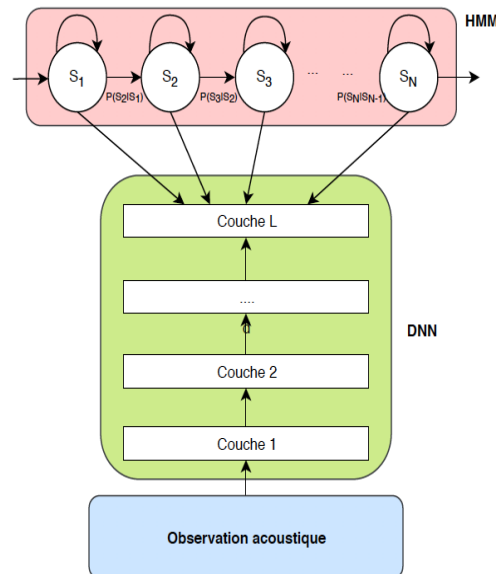 HMM
S1 S2 S3 ... ... SN
P(S2|S1) P(S3|S2) P(SN|SN-1)
Couche L
....
DNN
Couche 2
Couche 1
Observation acoustique